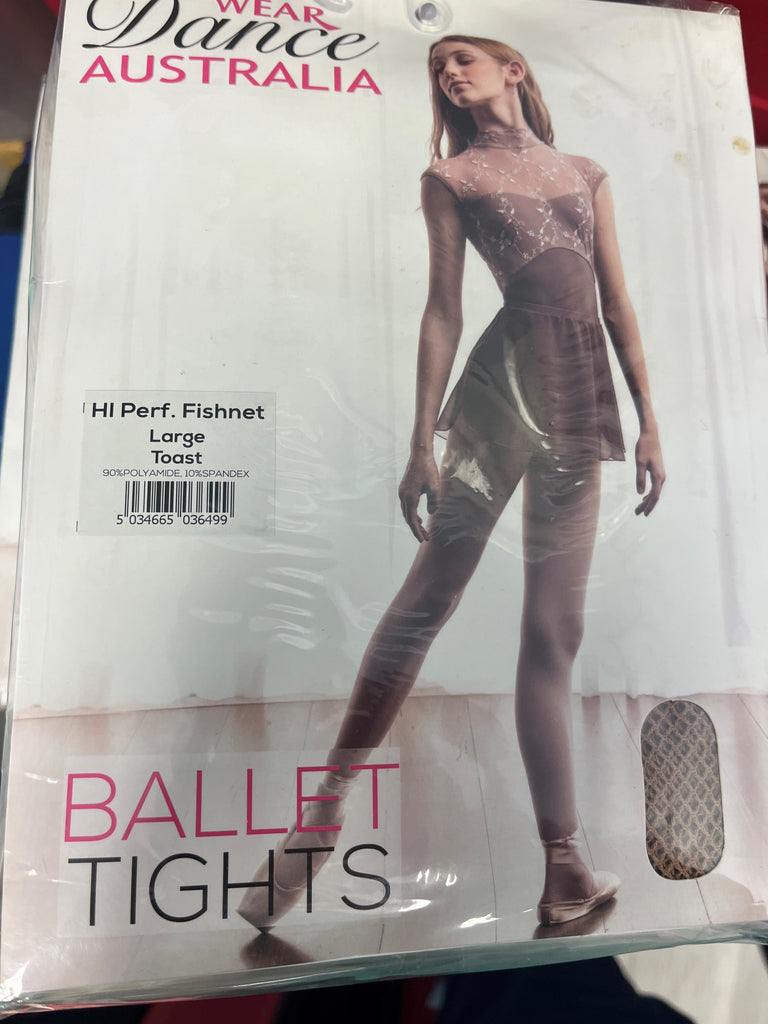 WEAR
Dance
AUSTRALIA
HI Perf. Fishnet
Large
Toast
90%POLYAMIDE, 10%SPANDEX
5 034665 036499
BALLET
TIGHTS